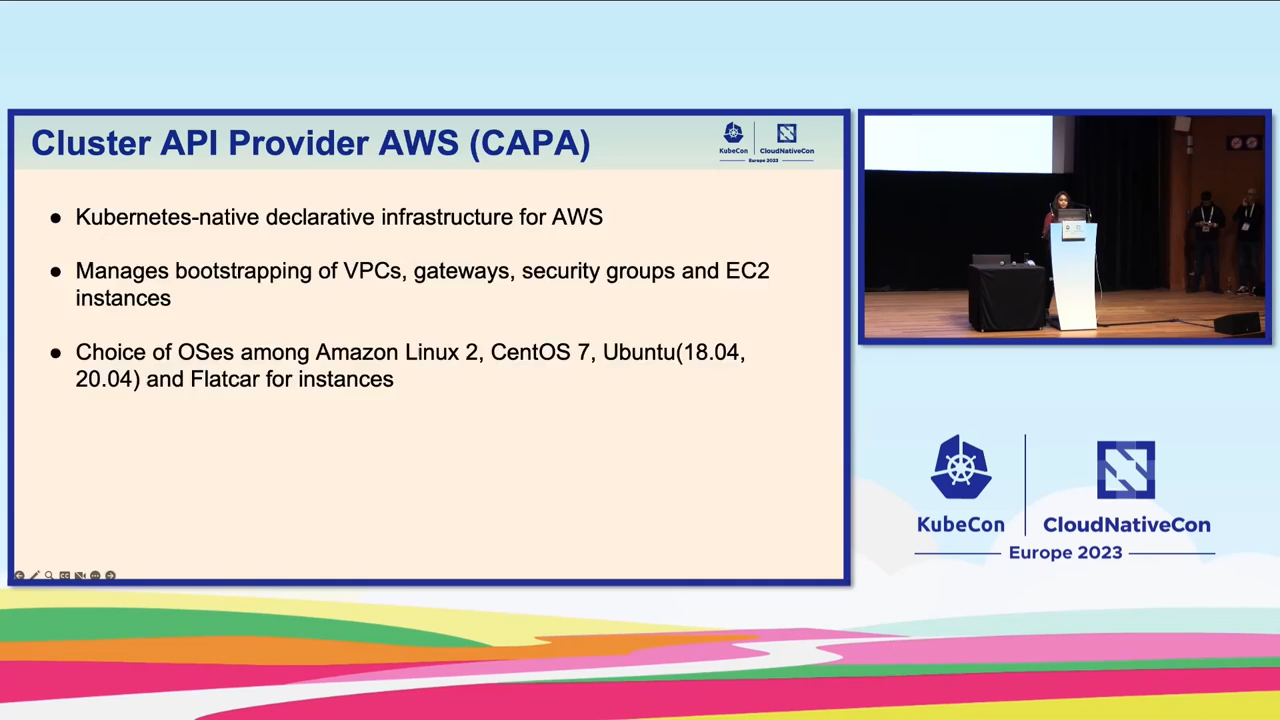 Cluster API Provider AWS (CAPA)
KubeCon
CloudNativeCon
Europe 2023
● Kubernetes-native declarative infrastructure for AWS
● Manages bootstrapping of VPCs, gateways, security groups and EC2
instances
● Choice of OSes among Amazon Linux 2, CentOS 7, Ubuntu(18.04,
20.04) and Flatcar for instances
KubeCon
CloudNativeCon
Europe 2023